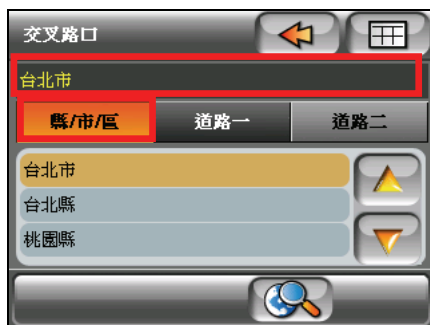 交叉路口
台北市
縣/市/區 道路一 道路二
台北市
台北縣
桃園縣